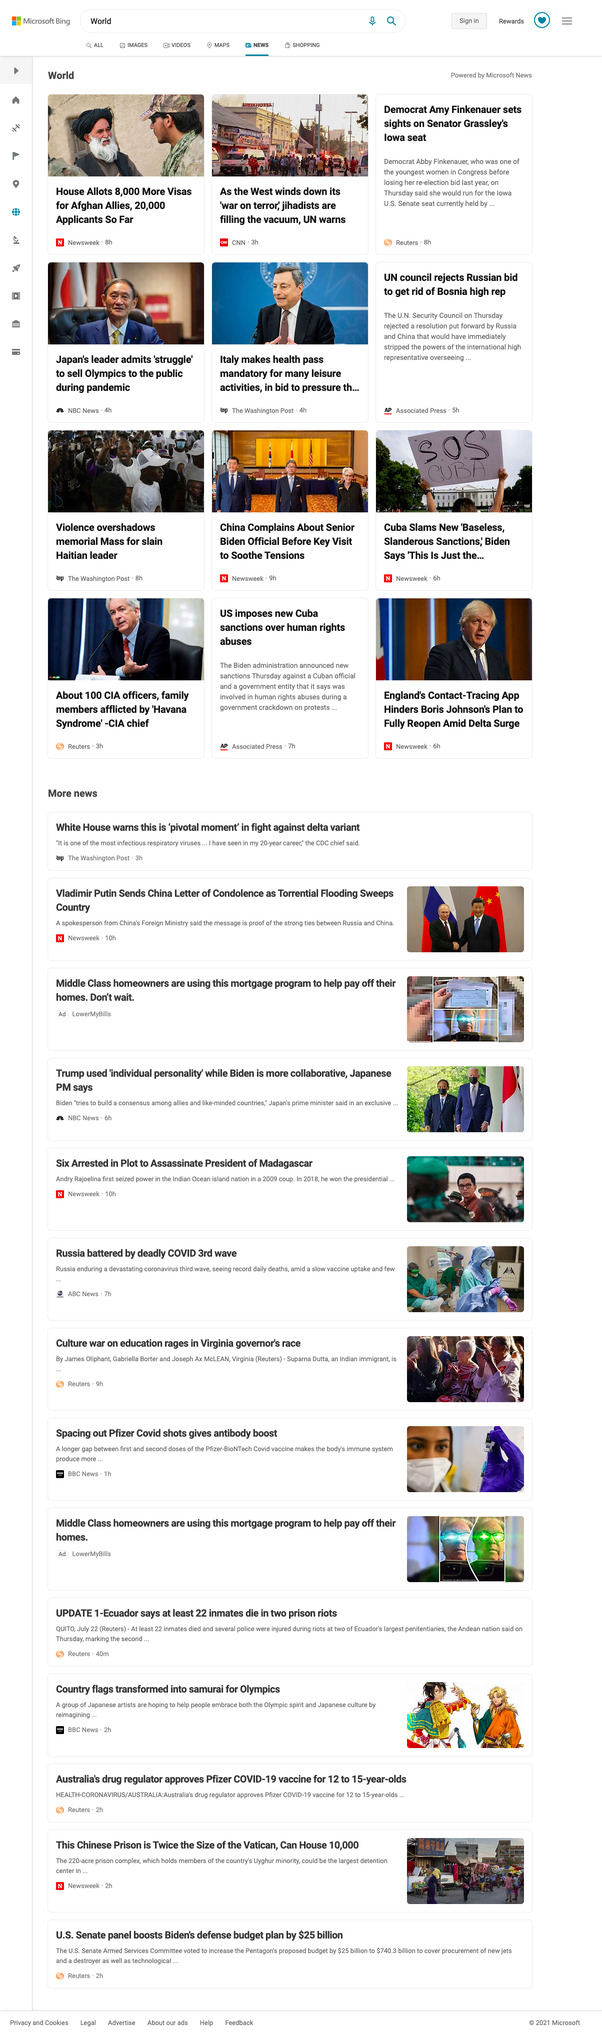 Microsoft Bing
World
Sign in
Rewards
ALL
IMAGES
VIDEOS
MAPS
NEWS
SHOPPING
World
Powered by Microsoft News
House Allots 8,000 More Visas
for Afghan Allies, 20,000
Applicants So Far
Newsweek · 8h
As the West winds down its
'war on terror,' jihadists are
filling the vacuum, UN warns
CNN · 3h
Democrat Amy Finkenauer sets
sights on Senator Grassley's
Iowa seat
Democrat Abby Finkenauer, who was one of
the youngest women in Congress before
losing her re-election bid last year, on
Thursday said she would run for the Iowa
U.S. Senate seat currently held by ...
Reuters · 8h
Japan's leader admits 'struggle'
to sell Olympics to the public
during pandemic
NBC News · 4h
Italy makes health pass
mandatory for many leisure
activities, in bid to pressure th...
The Washington Post · 4h
UN council rejects Russian bid
to get rid of Bosnia high rep
The U.N. Security Council on Thursday
rejected a resolution put forward by Russia
and China that would have immediately
stripped the powers of the international high
representative overseeing ...
Associated Press · 5h
Violence overshadows
memorial Mass for slain
Haitian leader
The Washington Post · 8h
China Complains About Senior
Biden Official Before Key Visit
to Soothe Tensions
Newsweek · 9h
SOS
CUBA
Cuba Slams New 'Baseless,
Slanderous Sanctions,' Biden
Says 'This Is Just the...
Newsweek · 6h
About 100 CIA officers, family
members afflicted by 'Havana
Syndrome' -CIA chief
Reuters · 3h
US imposes new Cuba
sanctions over human rights
abuses
The Biden administration announced new
sanctions Thursday against a Cuban official
and a government entity that it says was
involved in human rights abuses during a
government crackdown on protests ...
Associated Press · 7h
England's Contact-Tracing App
Hinders Boris Johnson's Plan to
Fully Reopen Amid Delta Surge
Newsweek · 6h
More news
White House warns this is 'pivotal moment' in fight against delta variant
"It is one of the most infectious respiratory viruses ... I have seen in my 20-year career," the CDC chief said.
The Washington Post · 3h
Vladimir Putin Sends China Letter of Condolence as Torrential Flooding Sweeps
Country
A spokesperson from China's Foreign Ministry said the message is proof of the strong ties between Russia and China.
Newsweek · 10h
Middle Class homeowners are using this mortgage program to help pay off their
homes. Don't wait.
Ad LowerMyBills
Trump used 'individual personality' while Biden is more collaborative, Japanese
PM says
Biden "tries to build a consensus among allies and like-minded countries," Japan's prime minister said in an exclusive ...
NBC News · 6h
Six Arrested in Plot to Assassinate President of Madagascar
Andry Rajoelina first seized power in the Indian Ocean island nation in a 2009 coup. In 2018, he won the presidential ...
Newsweek · 10h
Russia battered by deadly COVID 3rd wave
Russia enduring a devastating coronavirus third wave, seeing record daily deaths, amid a slow vaccine uptake and few
...
ABC News · 7h
Culture war on education rages in Virginia governor's race
By James Oliphant, Gabriella Borter and Joseph Ax McLEAN, Virginia (Reuters) - Suparna Dutta, an Indian immigrant, is
...
Reuters · 9h
Spacing out Pfizer Covid shots gives antibody boost
A longer gap between first and second doses of the Pfizer-BioNTech Covid vaccine makes the body's immune system
produce more ...
BBC News · 1h
Middle Class homeowners are using this mortgage program to help pay off their
homes.
Ad LowerMyBills
UPDATE 1-Ecuador says at least 22 inmates die in two prison riots
QUITO, July 22 (Reuters) - At least 22 inmates died and several police were injured during riots at two of Ecuador's largest penitentiaries, the Andean nation said on
Thursday, marking the second ...
Reuters · 40m
Country flags transformed into samurai for Olympics
A group of Japanese artists are hoping to help people embrace both the Olympic spirit and Japanese culture by
reimagining ...
BBC News · 2h
Australia's drug regulator approves Pfizer COVID-19 vaccine for 12 to 15-year-olds
HEALTH-CORONAVIRUS/AUSTRALIA:Australia's drug regulator approves Pfizer COVID-19 vaccine for 12 to 15-year-olds ...
Reuters · 2h
This Chinese Prison is Twice the Size of the Vatican, Can House 10,000
The 220-acre prison complex, which holds members of the country's Uyghur minority, could be the largest detention
center in ...
Newsweek · 2h
U.S. Senate panel boosts Biden's defense budget plan by $25 billion
The U.S. Senate Armed Services Committee voted to increase the Pentagon's proposed budget by $25 billion to $740.3 billion to cover procurement of new jets
and a destroyer as well as technological ...
Reuters · 2h
Privacy and Cookies
Legal
Advertise
About our ads
Help
Feedback
© 2021 Microsoft